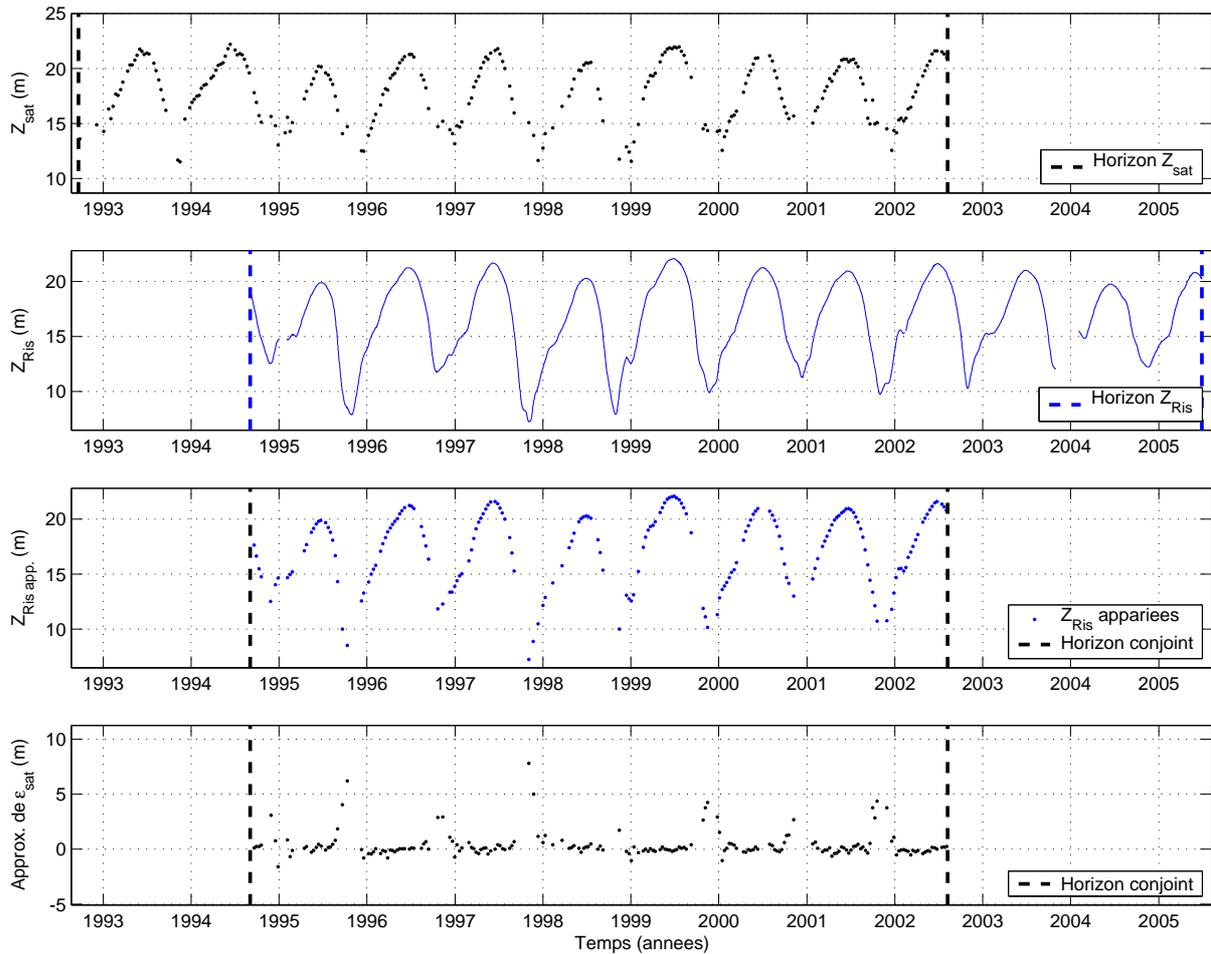 25
20
15
10
Z_sat (m)
Horizon Z_sat
1993 1994 1995 1996 1997 1998 1999 2000 2001 2002 2003 2004 2005
20
15
10
Z_Ris (m)
Horizon Z_Ris
1993 1994 1995 1996 1997 1998 1999 2000 2001 2002 2003 2004 2005
20
15
10
Z_Ris app. (m)
Z_Ris appariees
Horizon conjoint
1993 1994 1995 1996 1997 1998 1999 2000 2001 2002 2003 2004 2005
10
5
0
-5
Approx. de ε_sat (m)
Horizon conjoint
1993 1994 1995 1996 1997 1998 1999 2000 2001 2002 2003 2004 2005
Temps (annees)